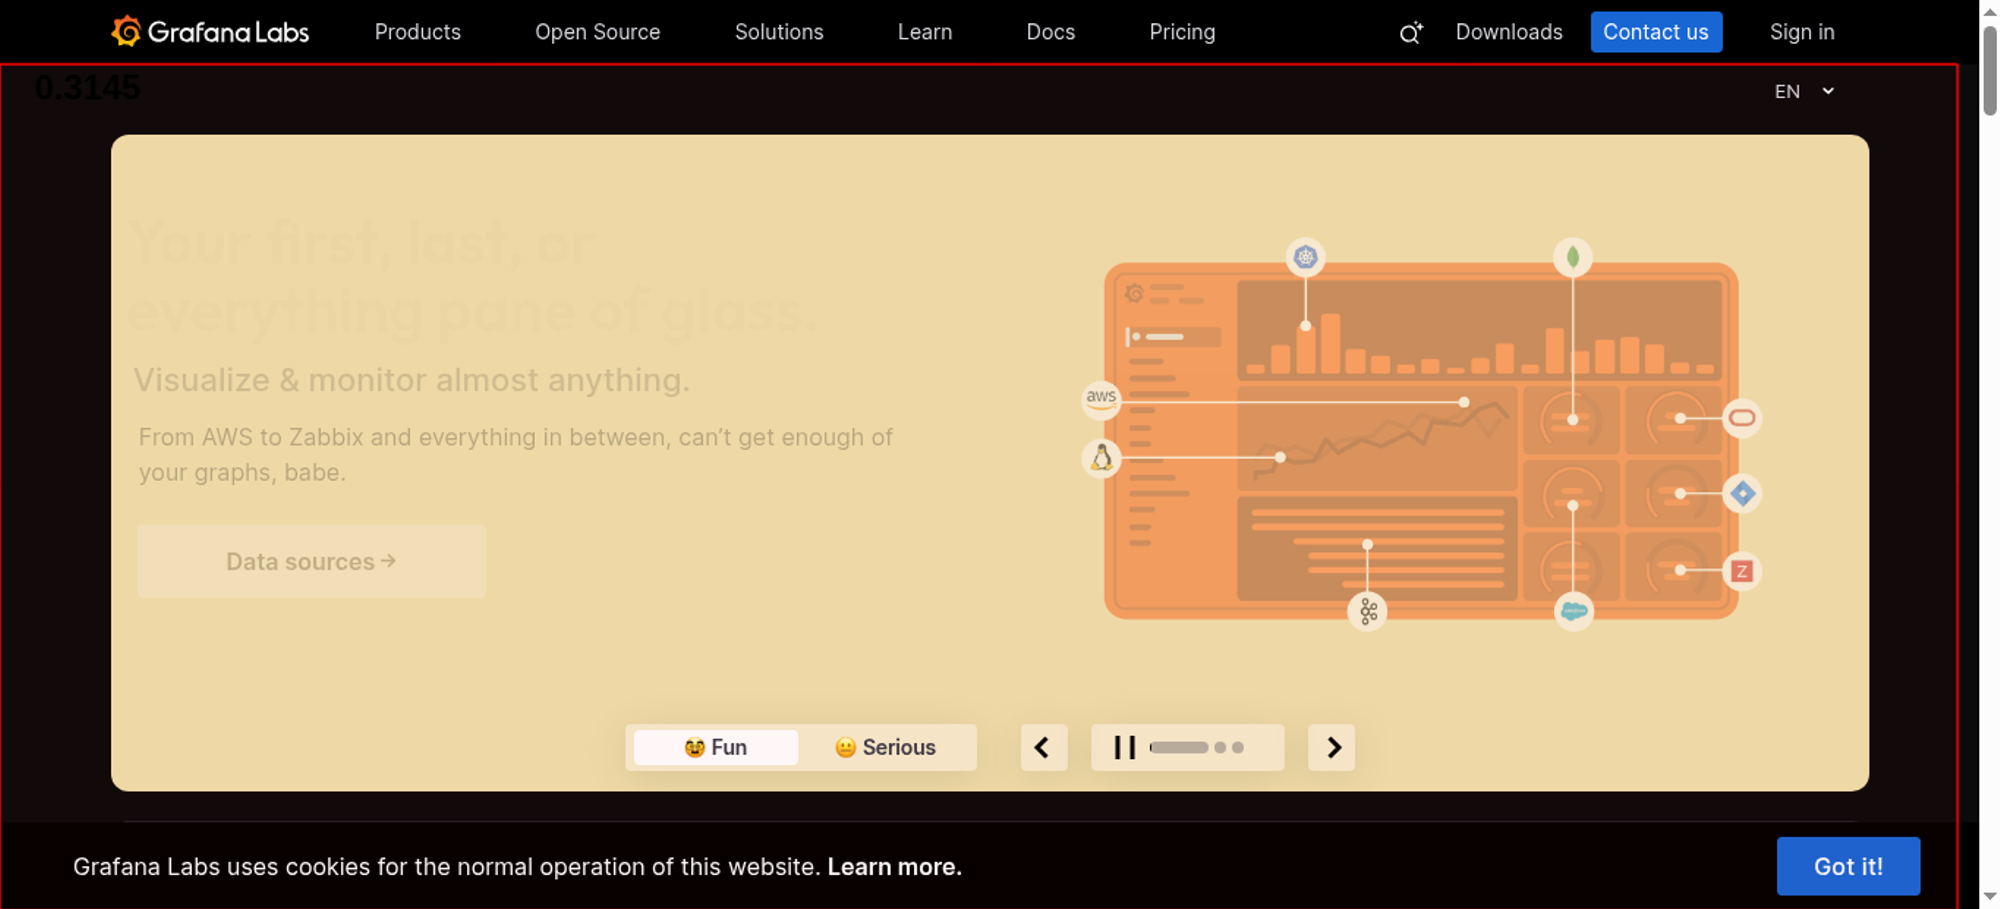 Grafana Labs Products Open Source Solutions Learn Docs Pricing Downloads Contact us Sign in
0.3145
EN
Your first, last, or
everything pane of glass.
Visualize & monitor almost anything.
From AWS to Zabbix and everything in between, can’t get enough of
your graphs, babe.
Data sources →
aws
Z
Fun Serious
Grafana Labs uses cookies for the normal operation of this website. Learn more. Got it!